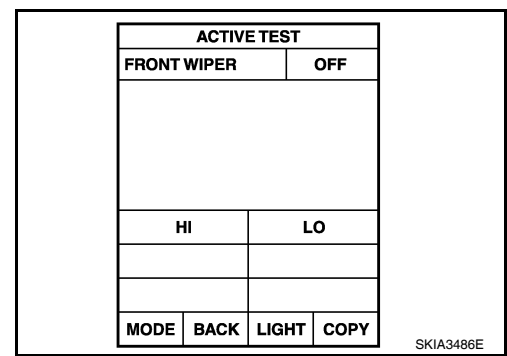 ACTIVE TEST
FRONT WIPER OFF
HI LO
MODE BACK LIGHT COPY
SKIA3486E